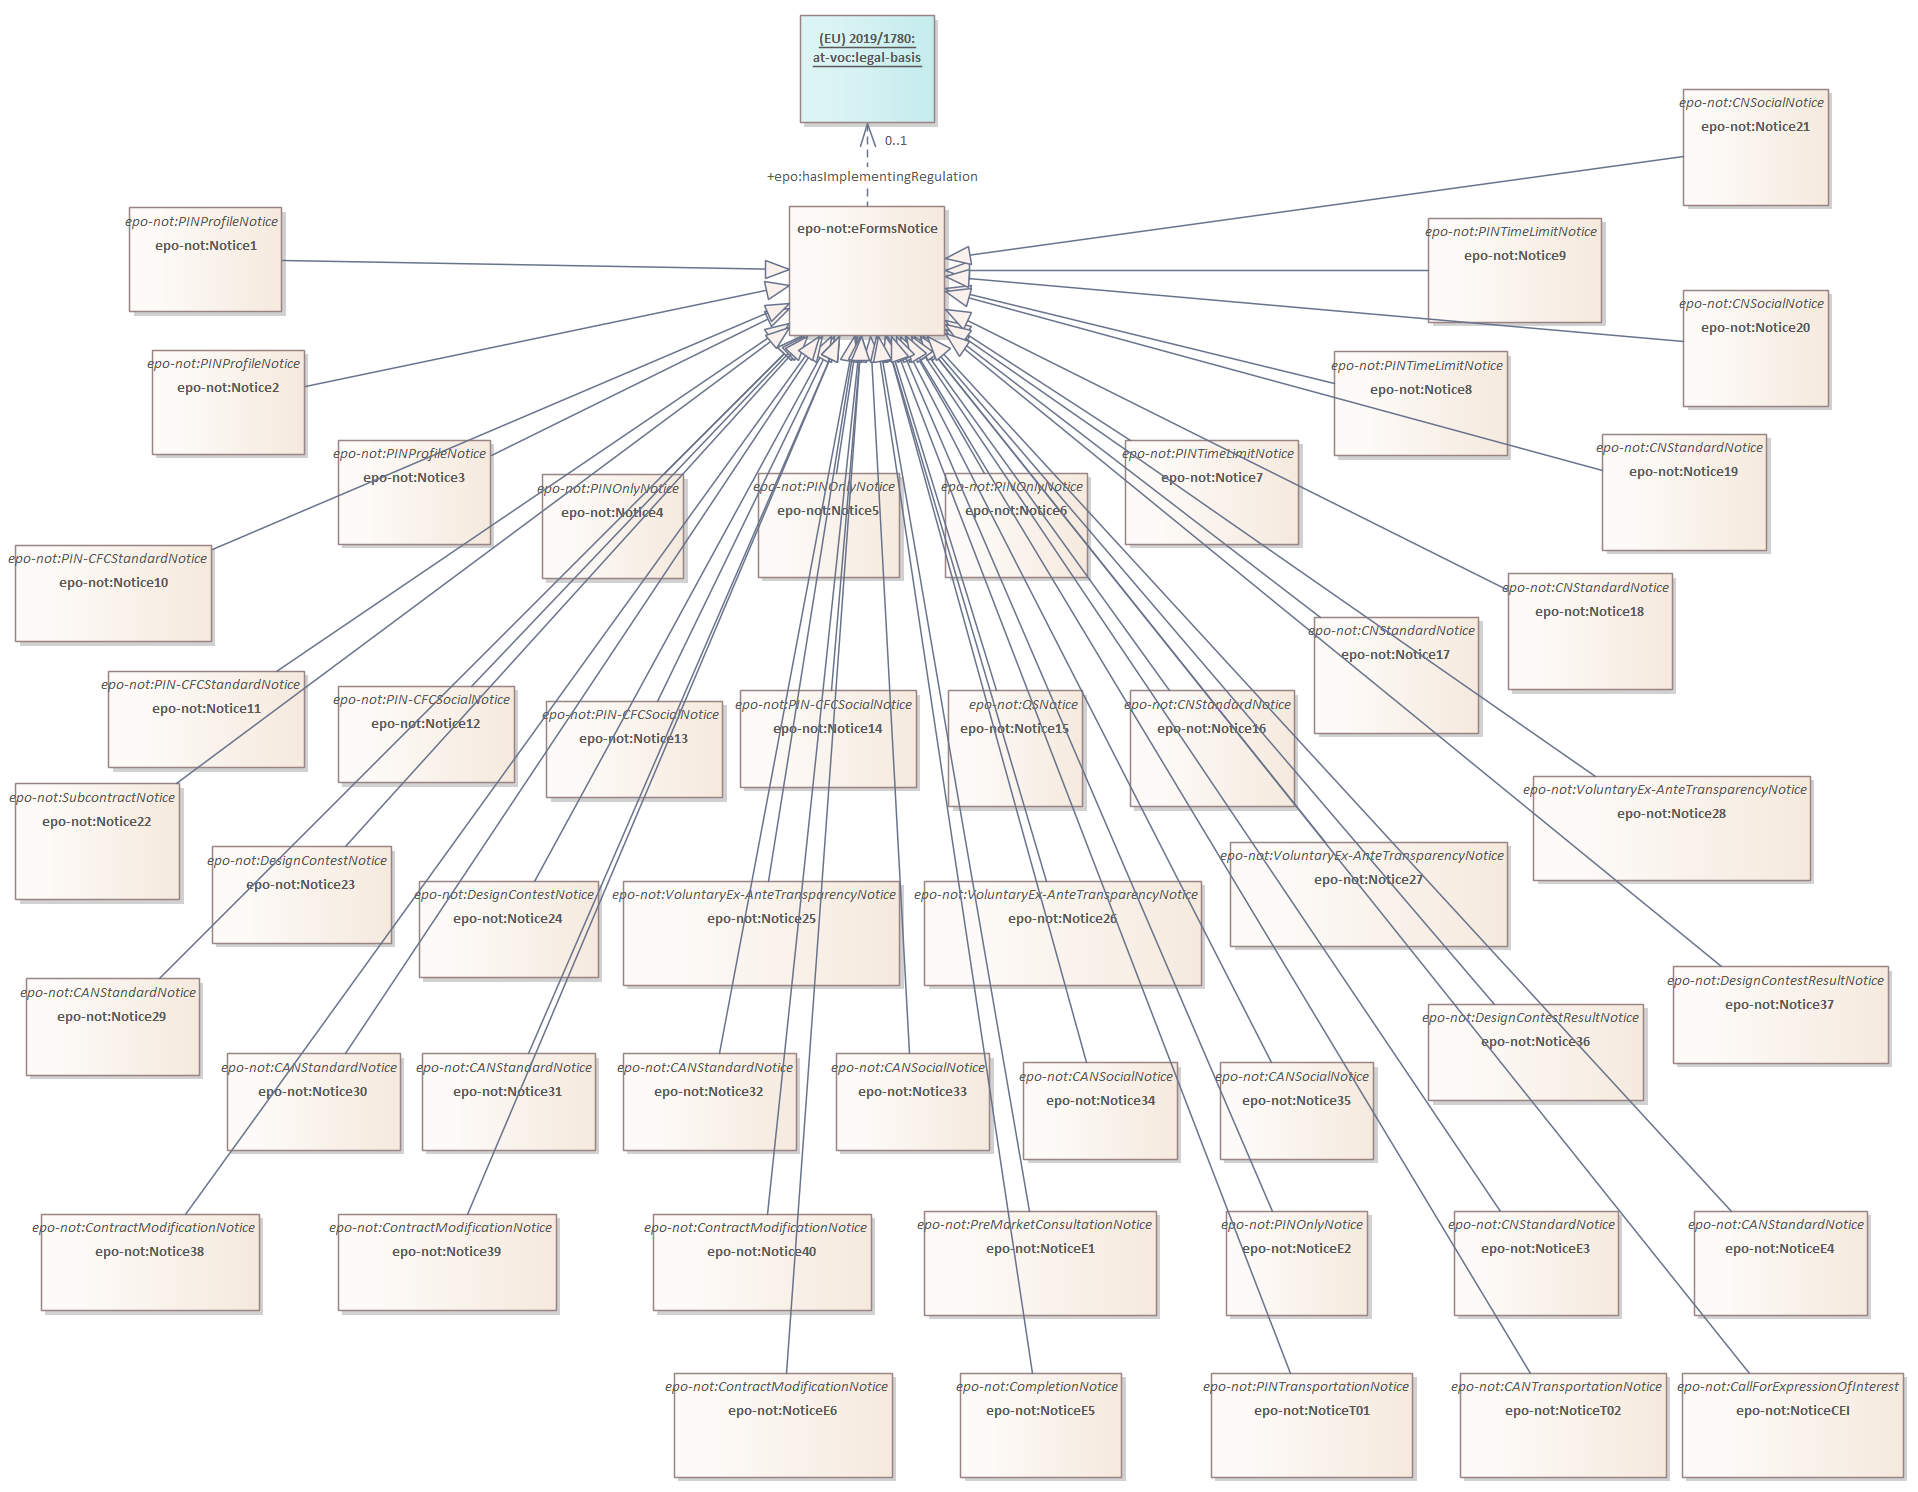 (EU) 2019/1780:
at-voc:legal-basis
0..1
+epo:hasImplementingRegulation
epo-not:eFormsNotice
epo-not:CNSocialNotice
epo-not:Notice21
epo-not:PINProfileNotice
epo-not:Notice1
epo-not:PINTimeLimitNotice
epo-not:Notice9
epo-not:CNSocialNotice
epo-not:Notice20
epo-not:PINProfileNotice
epo-not:Notice2
epo-not:PINTimeLimitNotice
epo-not:Notice8
epo-not:PINProfileNotice
epo-not:Notice3
epo-not:PINOnlyNotice
epo-not:Notice4
epo-not:PINOnlyNotice
epo-not:Notice5
epo-not:PINOnlyNotice
epo-not:Notice6
epo-not:PINTimeLimitNotice
epo-not:Notice7
epo-not:CNStandardNotice
epo-not:Notice19
epo-not:PIN-CFCStandardNotice
epo-not:Notice10
epo-not:CNStandardNotice
epo-not:Notice18
epo-not:CNStandardNotice
epo-not:Notice17
epo-not:PIN-CFCStandardNotice
epo-not:Notice11
epo-not:PIN-CFCSocialNotice
epo-not:Notice12
epo-not:PIN-CFCSocialNotice
epo-not:Notice13
epo-not:PIN-CFCSocialNotice
epo-not:Notice14
epo-not:QSNotice
epo-not:Notice15
epo-not:CNStandardNotice
epo-not:Notice16
epo-not:SubcontractNotice
epo-not:Notice22
epo-not:VoluntaryEx-AnteTransparencyNotice
epo-not:Notice28
epo-not:DesignContestNotice
epo-not:Notice23
epo-not:DesignContestNotice
epo-not:Notice24
epo-not:VoluntaryEx-AnteTransparencyNotice
epo-not:Notice25
epo-not:VoluntaryEx-AnteTransparencyNotice
epo-not:Notice26
epo-not:VoluntaryEx-AnteTransparencyNotice
epo-not:Notice27
epo-not:CANStandardNotice
epo-not:Notice29
epo-not:DesignContestResultNotice
epo-not:Notice37
epo-not:DesignContestResultNotice
epo-not:Notice36
epo-not:CANStandardNotice
epo-not:Notice30
epo-not:CANStandardNotice
epo-not:Notice31
epo-not:CANStandardNotice
epo-not:Notice32
epo-not:CANSocialNotice
epo-not:Notice33
epo-not:CANSocialNotice
epo-not:Notice34
epo-not:CANSocialNotice
epo-not:Notice35
epo-not:ContractModificationNotice
epo-not:Notice38
epo-not:ContractModificationNotice
epo-not:Notice39
epo-not:ContractModificationNotice
epo-not:Notice40
epo-not:PreMarketConsultationNotice
epo-not:NoticeE1
epo-not:PINOnlyNotice
epo-not:NoticeE2
epo-not:CNStandardNotice
epo-not:NoticeE3
epo-not:CANStandardNotice
epo-not:NoticeE4
epo-not:ContractModificationNotice
epo-not:NoticeE6
epo-not:CompletionNotice
epo-not:NoticeE5
epo-not:PINTransportationNotice
epo-not:NoticeT01
epo-not:CANTransportationNotice
epo-not:NoticeT02
epo-not:CallForExpressionOfInterest
epo-not:NoticeCEI